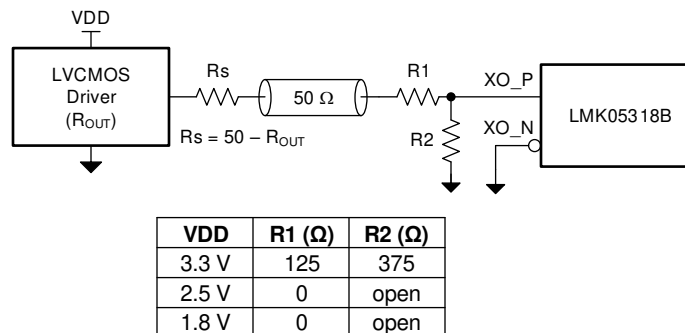 VDD
LVCMOS
Driver
(ROUT)
Rs
50 Ω
Rs = 50 – ROUT
R1
R2
XO_P
XO_N
LMK05318B
VDD R1 (Ω) R2 (Ω)
3.3 V 125 375
2.5 V 0 open
1.8 V 0 open